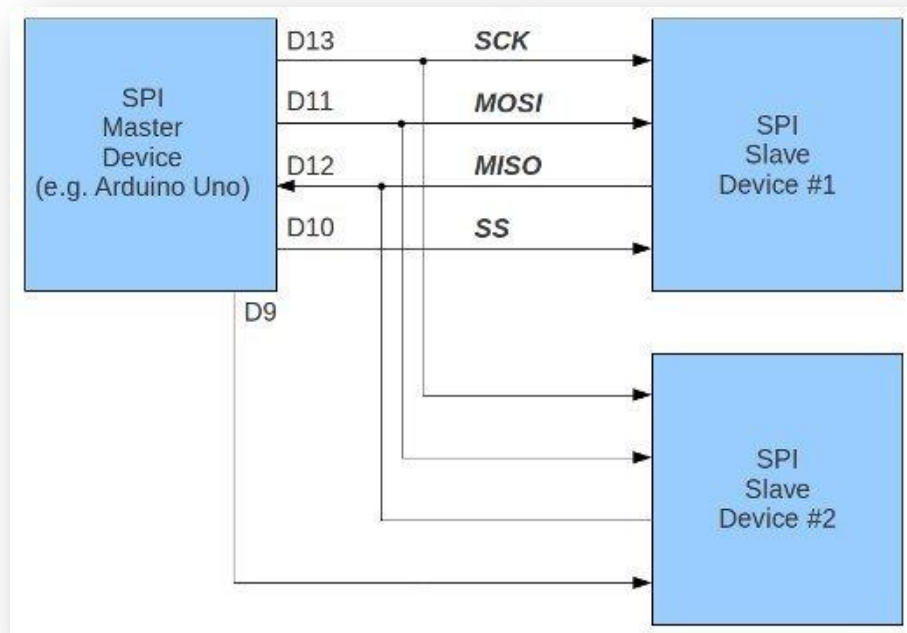 D13
SCK
D11
MOSI
D12
MISO
D10
SS
SPI
Master
Device
(e.g. Arduino Uno)
SPI
Slave
Device #1
D9
SPI
Slave
Device #2